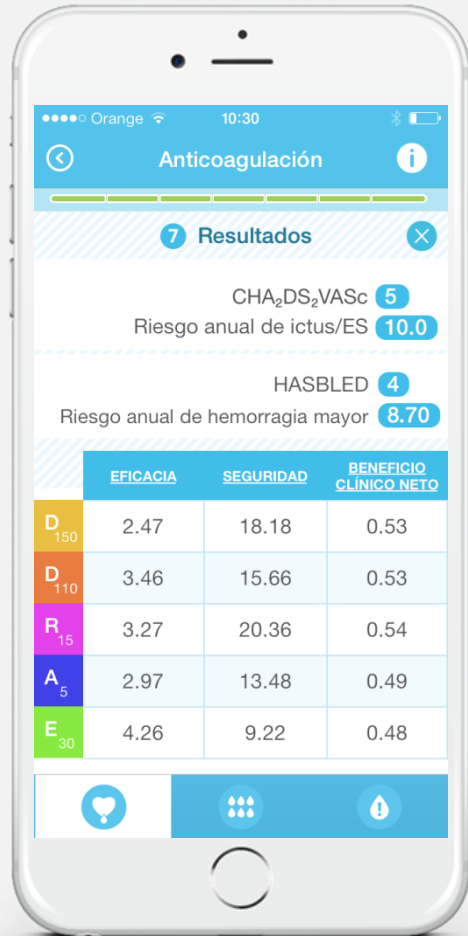 Orange 10:30
Anticoagulación i
7 Resultados
CHA₂DS₂VASc 5
Riesgo anual de ictus/ES 10.0
HASBLED 4
Riesgo anual de hemorragia mayor 8.70
EFICACIA SEGURIDAD BENEFICIO CLÍNICO NETO
D150 2.47 18.18 0.53
D110 3.46 15.66 0.53
R15 3.27 20.36 0.54
A5 2.97 13.48 0.49
E30 4.26 9.22 0.48